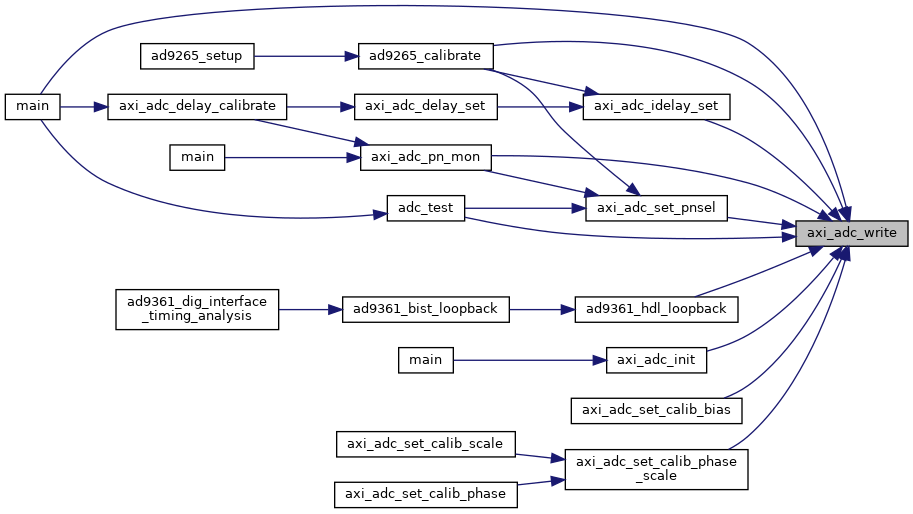 ad9265_setup
ad9265_calibrate
main
axi_adc_delay_calibrate
axi_adc_delay_set
axi_adc_idelay_set
main
axi_adc_pn_mon
adc_test
axi_adc_set_pnsel
axi_adc_write
ad9361_dig_interface
_timing_analysis
ad9361_bist_loopback
ad9361_hdl_loopback
main
axi_adc_init
axi_adc_set_calib_bias
axi_adc_set_calib_scale
axi_adc_set_calib_phase
_scale
axi_adc_set_calib_phase